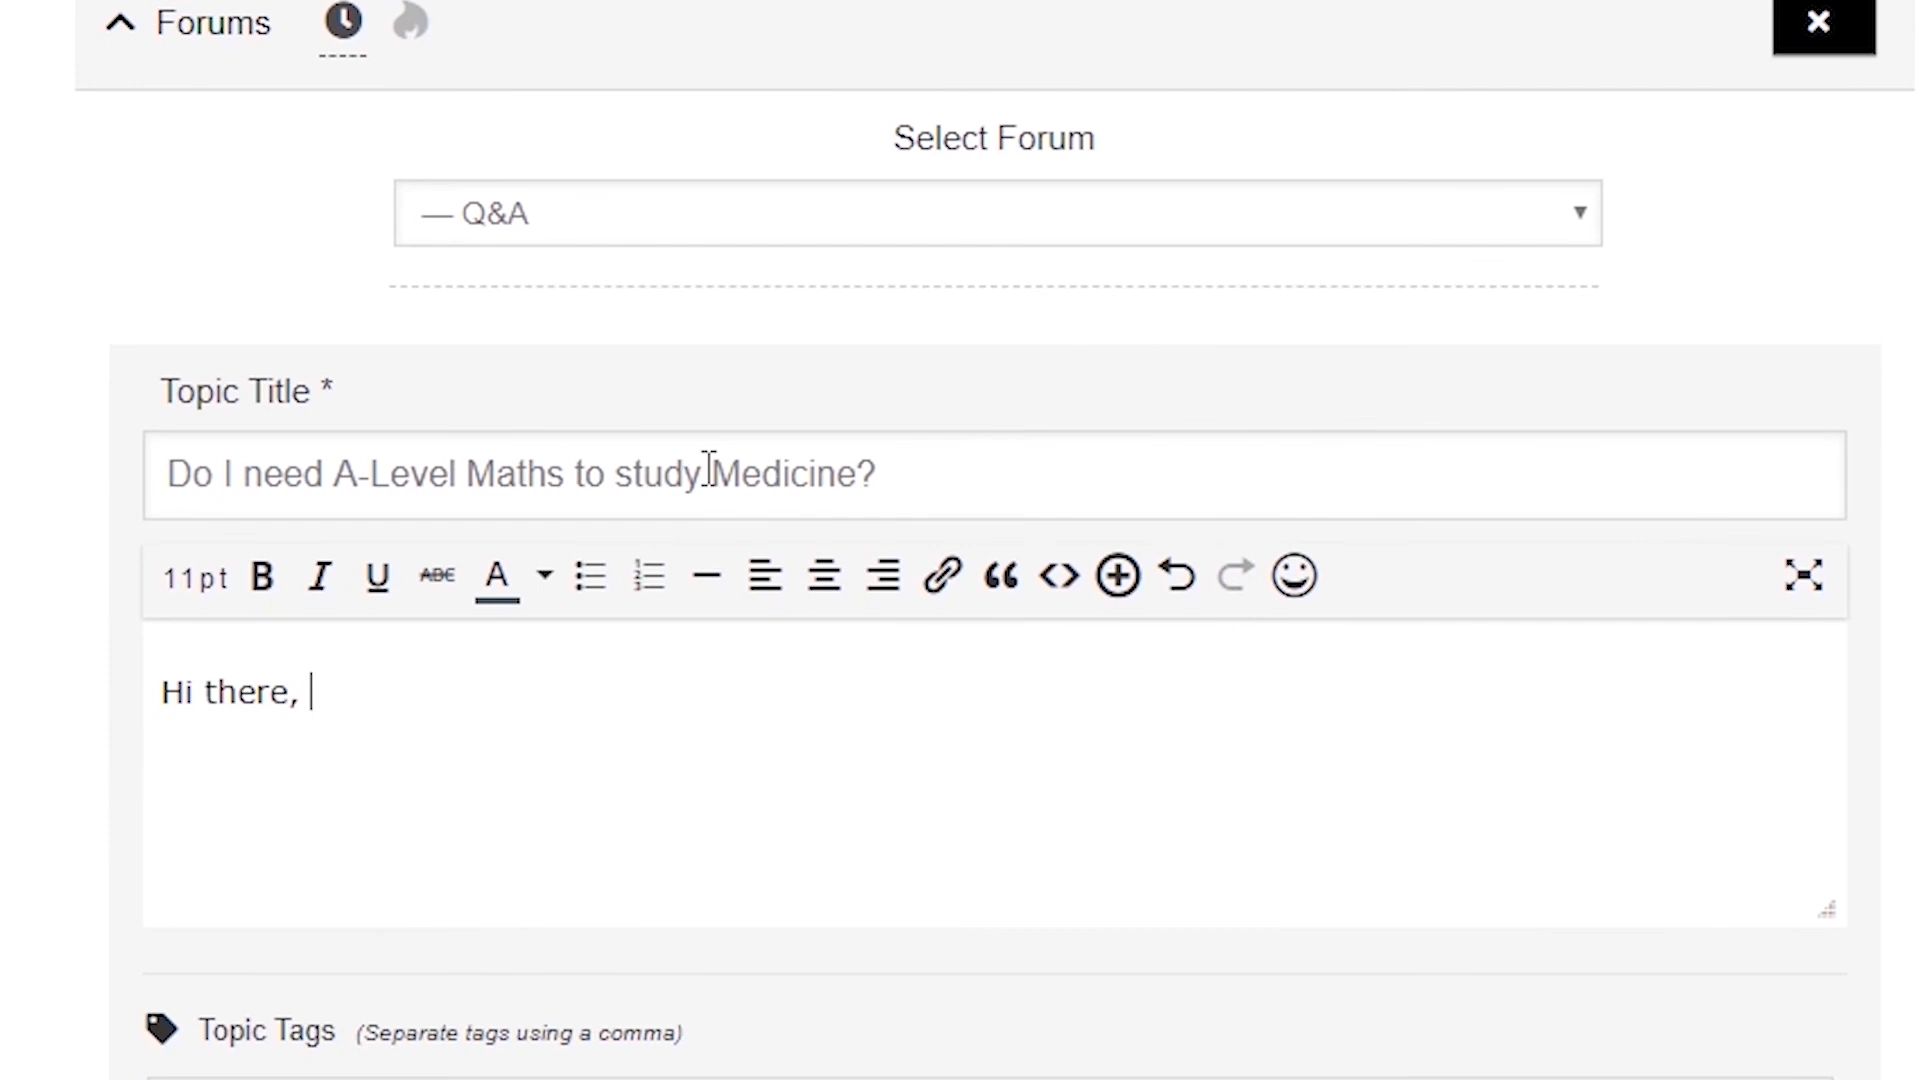 Forums
Select Forum
— Q&A
Topic Title *
Do I need A-Level Maths to study Medicine?
11pt B I U ABC A
Hi there,
Topic Tags (Separate tags using a comma)